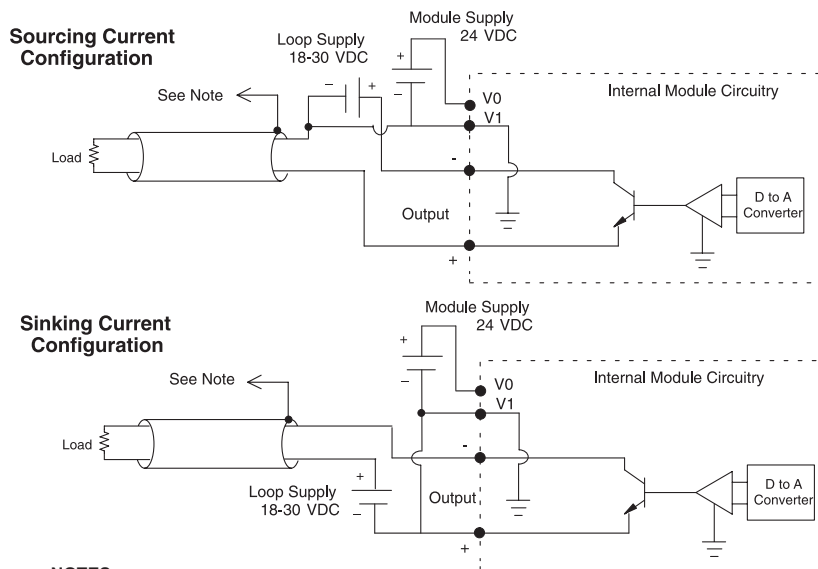 Sourcing Current
Configuration
Loop Supply
18-30 VDC
Module Supply
24 VDC
+
−
− +
See Note
Load
V0
V1
Internal Module Circuitry
-
Output
+
D to A
Converter
Sinking Current
Configuration
Module Supply
24 VDC
+
−
See Note
Load
V0
V1
Internal Module Circuitry
-
Loop Supply
18-30 VDC
+
−
Output
+
D to A
Converter